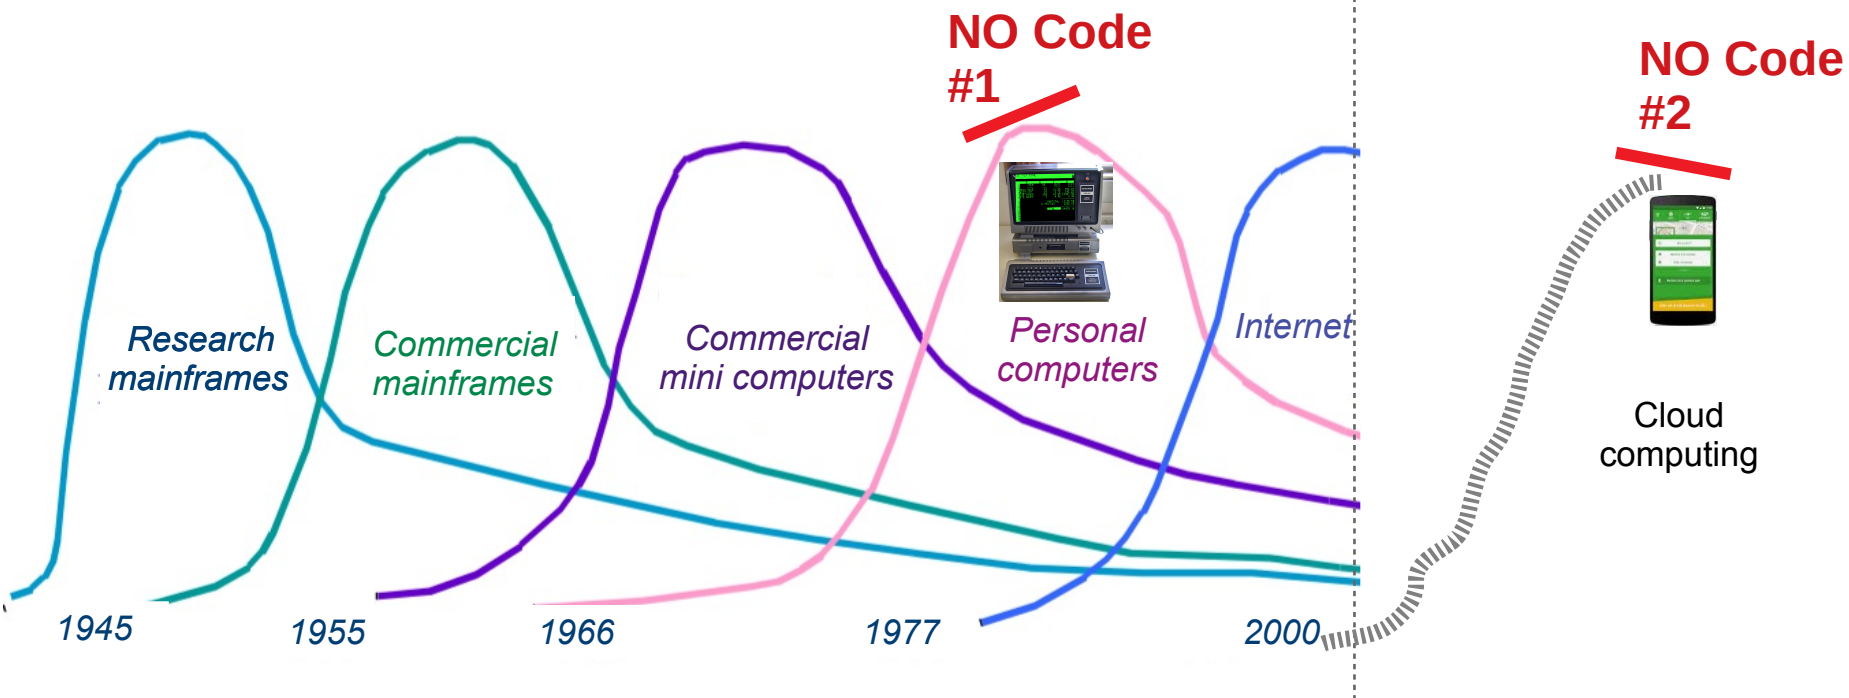 NO Code
#1
NO Code
#2
Research
mainframes
Commercial
mainframes
Commercial
mini computers
Personal
computers
Internet
Cloud
computing
1945
1955
1966
1977
2000